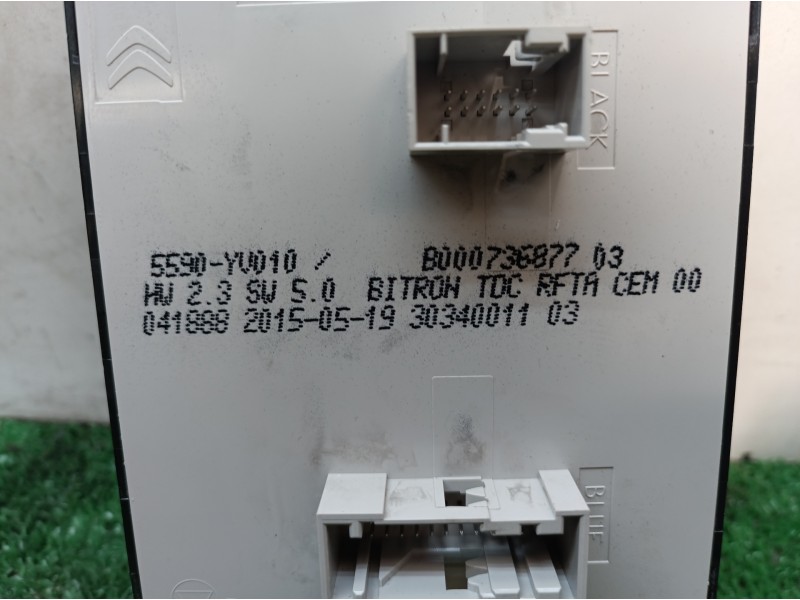 BLACK
5590-YV010 / B000736877 03
HW 2.3 SW 5.0 BITRON TDC RFTA CEM 00
041888 2015-05-19 30340011 03
BLUE